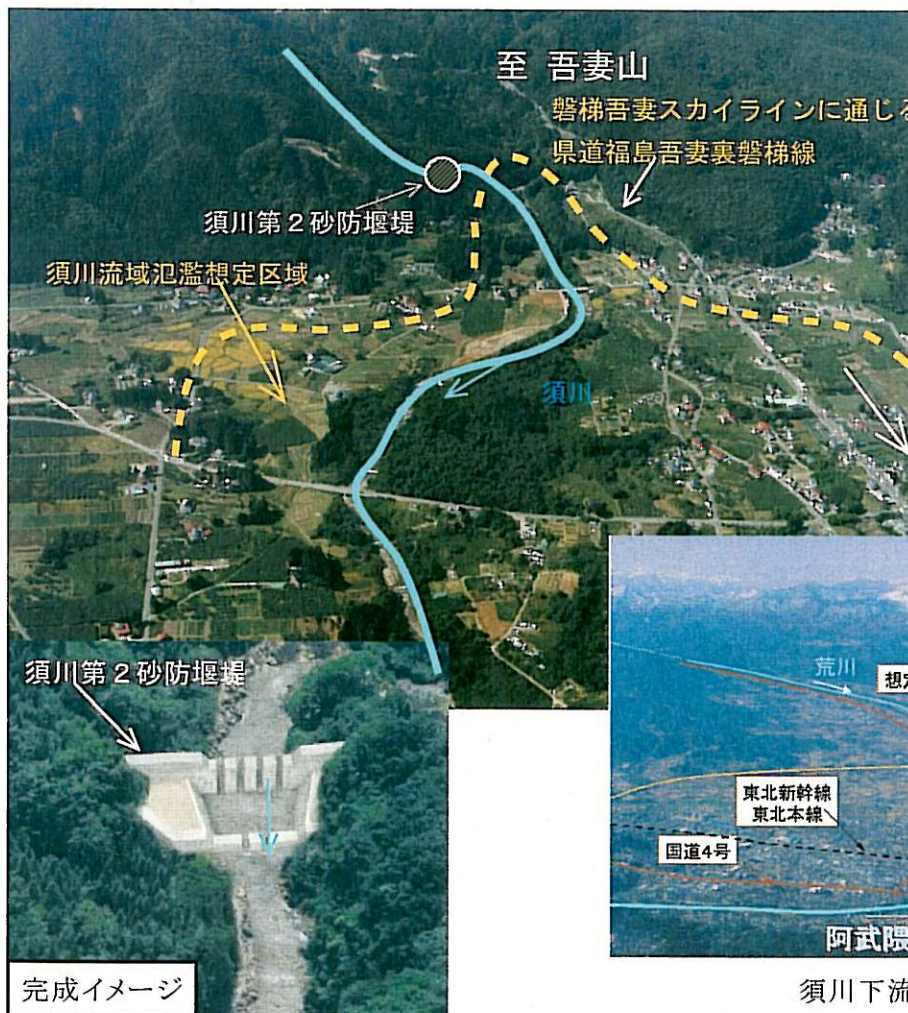 至 吾妻山
磐梯吾妻スカイラインに通じる
県道福島吾妻裏磐梯線
須川第２砂防堰堤
須川流域氾濫想定区域
須川
須川第２砂防堰堤
完成イメージ
荒川
想定
東北新幹線
東北本線
国道4号
阿武隈
須川下流